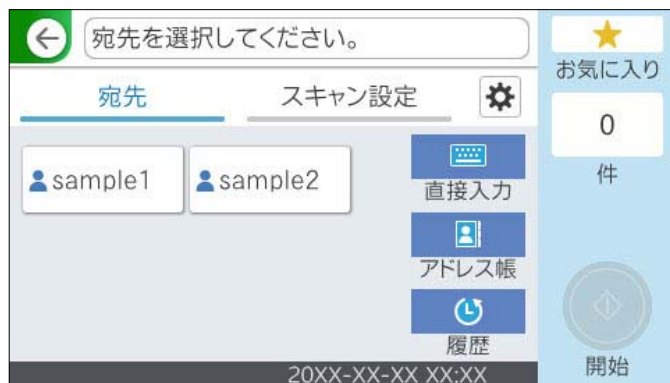 宛先を選択してください。
お気に入り
宛先
スキャン設定
0
件
sample1
sample2
直接入力
アドレス帳
履歴
開始
20XX-XX-XX XX:XX